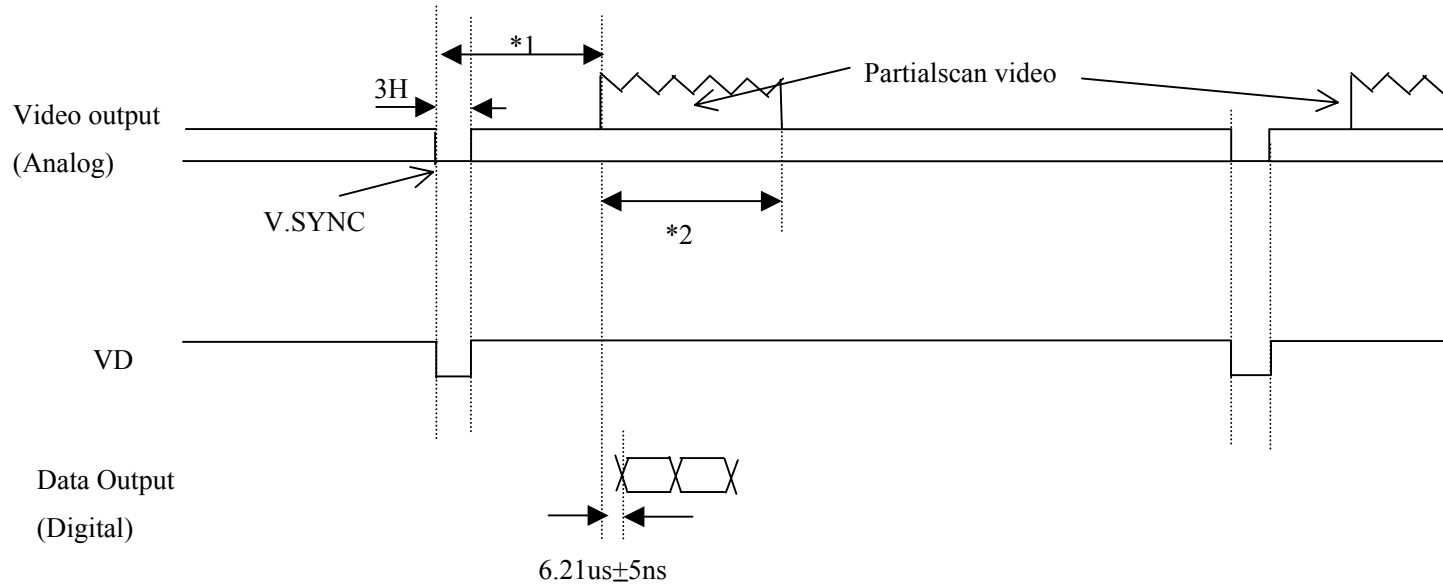 *1
Partialscan video
3H
Video output
(Analog)
V.SYNC
*2
VD
Data Output
(Digital)
6.21us±5ns